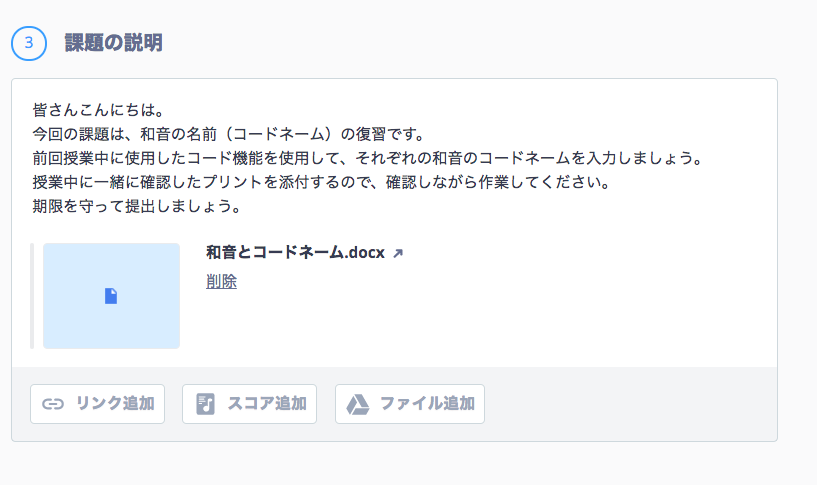 3 課題の説明
皆さんこんにちは。
今回の課題は、和音の名前（コードネーム）の復習です。
前回授業中に使用したコード機能を使用して、それぞれの和音のコードネームを入力しましょう。
授業中に一緒に確認したプリントを添付するので、確認しながら作業してください。
期限を守って提出しましょう。
和音とコードネーム.docx
削除
リンク追加 スコア追加 ファイル追加